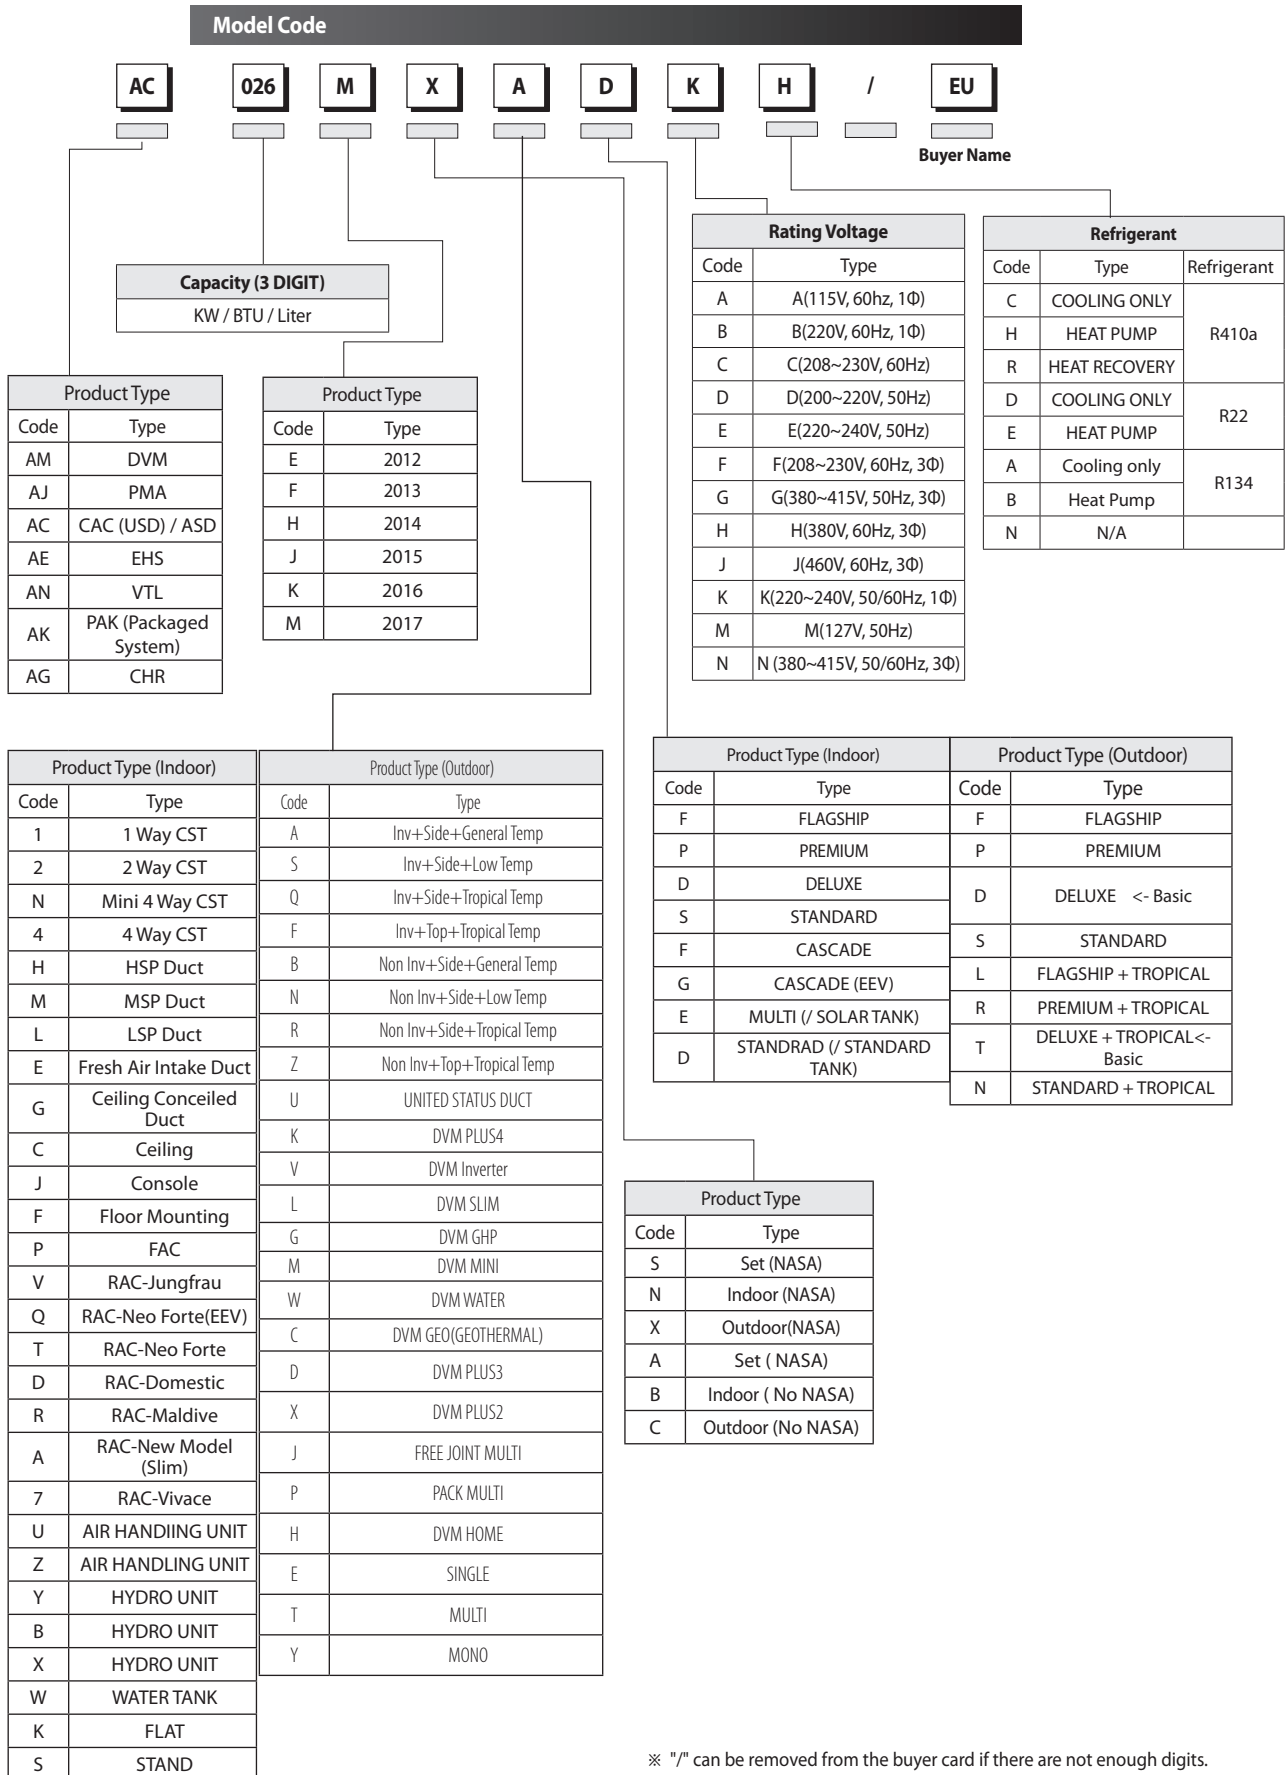 Model Code
AC 026 M X A D K H / EU
Buyer Name
Capacity (3 DIGIT)
KW / BTU / Liter
Rating Voltage
Code Type
A A(115V, 60hz, 1Φ)
B B(220V, 60Hz, 1Φ)
C C(208~230V, 60Hz)
D D(200~220V, 50Hz)
E E(220~240V, 50Hz)
F F(208~230V, 60Hz, 3Φ)
G G(380~415V, 50Hz, 3Φ)
H H(380V, 60Hz, 3Φ)
J J(460V, 60Hz, 3Φ)
K K(220~240V, 50/60Hz, 1Φ)
M M(127V, 50Hz)
N N (380~415V, 50/60Hz, 3Φ)
Refrigerant
Code Type Refrigerant
C COOLING ONLY
H HEAT PUMP R410a
R HEAT RECOVERY
D COOLING ONLY
R22
E HEAT PUMP
A Cooling only
R134
B Heat Pump
N N/A
Product Type
Code Type
AM DVM
AJ PMA
AC CAC (USD) / ASD
AE EHS
AN VTL
AK PAK (Packaged
System)
AG CHR
Product Type
Code Type
E 2012
F 2013
H 2014
J 2015
K 2016
M 2017
Product Type (Indoor)
Code Type
1 1 Way CST
2 2 Way CST
N Mini 4 Way CST
4 4 Way CST
H HSP Duct
M MSP Duct
L LSP Duct
E Fresh Air Intake Duct
G Ceiling Conceiled
Duct
C Ceiling
J Console
F Floor Mounting
P FAC
V RAC-Jungfrau
Q RAC-Neo Forte(EEV)
T RAC-Neo Forte
D RAC-Domestic
R RAC-Maldive
A RAC-New Model
(Slim)
7 RAC-Vivace
U AIR HANDIING UNIT
Z AIR HANDLING UNIT
Y HYDRO UNIT
B HYDRO UNIT
X HYDRO UNIT
W WATER TANK
K FLAT
S STAND
Product Type (Outdoor)
Code Type
A Inv+Side+General Temp
S Inv+Side+Low Temp
Q Inv+Side+Tropical Temp
F Inv+Top+Tropical Temp
B Non Inv+Side+General Temp
N Non Inv+Side+Low Temp
R Non Inv+Side+Tropical Temp
Z Non Inv+Top+Tropical Temp
U UNITED STATUS DUCT
K DVM PLUS4
V DVM Inverter
L DVM SLIM
G DVM GHP
M DVM MINI
W DVM WATER
C DVM GEO(GEOTHERMAL)
D DVM PLUS3
X DVM PLUS2
J FREE JOINT MULTI
P PACK MULTI
H DVM HOME
E SINGLE
T MULTI
Y MONO
Product Type (Indoor)
Code Type
F FLAGSHIP
P PREMIUM
D DELUXE
S STANDARD
F CASCADE
G CASCADE (EEV)
E MULTI (/ SOLAR TANK)
D STANDRAD (/ STANDARD
TANK)
Product Type (Outdoor)
Code Type
F FLAGSHIP
P PREMIUM
D DELUXE <- Basic
S STANDARD
L FLAGSHIP + TROPICAL
R PREMIUM + TROPICAL
T DELUXE + TROPICAL<-
Basic
N STANDARD + TROPICAL
Product Type
Code Type
S Set (NASA)
N Indoor (NASA)
X Outdoor(NASA)
A Set ( NASA)
B Indoor ( No NASA)
C Outdoor (No NASA)
※ "/" can be removed from the buyer card if there are not enough digits.